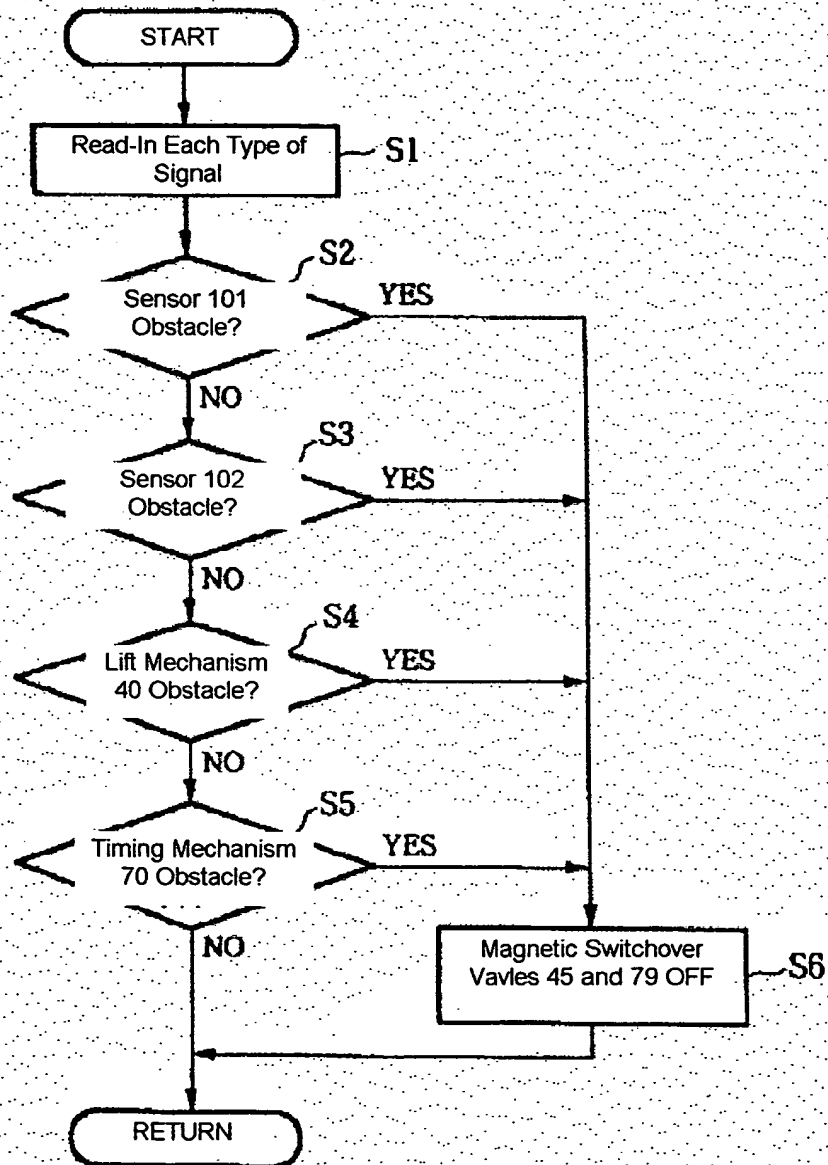 START
Read-In Each Type of
Signal
S1
S2
Sensor 101
Obstacle?
YES
NO
S3
Sensor 102
Obstacle?
YES
NO
S4
Lift Mechanism
40 Obstacle?
YES
NO
S5
Timing Mechanism
70 Obstacle?
YES
NO
Magnetic Switchover
Vavles 45 and 79 OFF
S6
RETURN